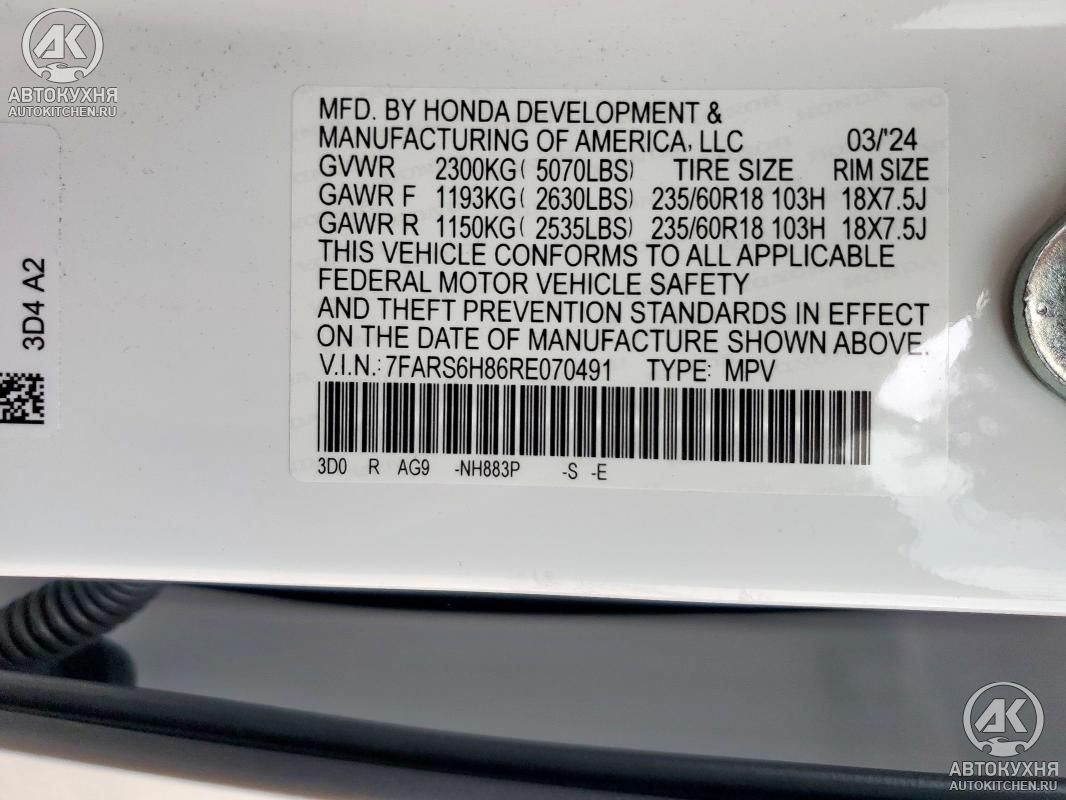 АК
АВТОКУХНЯ
AUTOKITCHEN.RU
3D4 A2
MFD. BY HONDA DEVELOPMENT &
MANUFACTURING OF AMERICA, LLC 03/'24
GVWR 2300KG( 5070LBS) TIRE SIZE RIM SIZE
GAWR F 1193KG( 2630LBS) 235/60R18 103H 18X7.5J
GAWR R 1150KG( 2535LBS) 235/60R18 103H 18X7.5J
THIS VEHICLE CONFORMS TO ALL APPLICABLE
FEDERAL MOTOR VEHICLE SAFETY
AND THEFT PREVENTION STANDARDS IN EFFECT
ON THE DATE OF MANUFACTURE SHOWN ABOVE.
V.I.N.: 7FARS6H86RE070491 TYPE: MPV
3D0 R AG9 -NH883P -S -E
АК
АВТОКУХНЯ
AUTOKITCHEN.RU